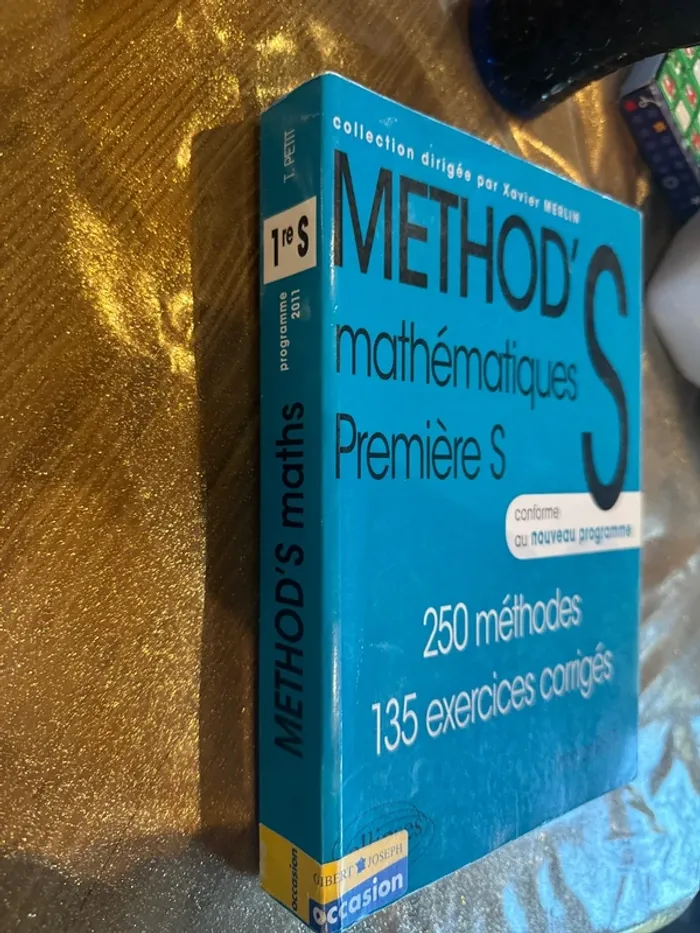 collection dirigée par Xavier MERLIN
METHOD'S
mathématiques
Première S
conforme
au nouveau programme
250 méthodes
135 exercices corrigés
ellipses
GIBERT JOSEPH
occasion
T. PETIT
1re S
programme
2011
METHOD'S maths
occasion